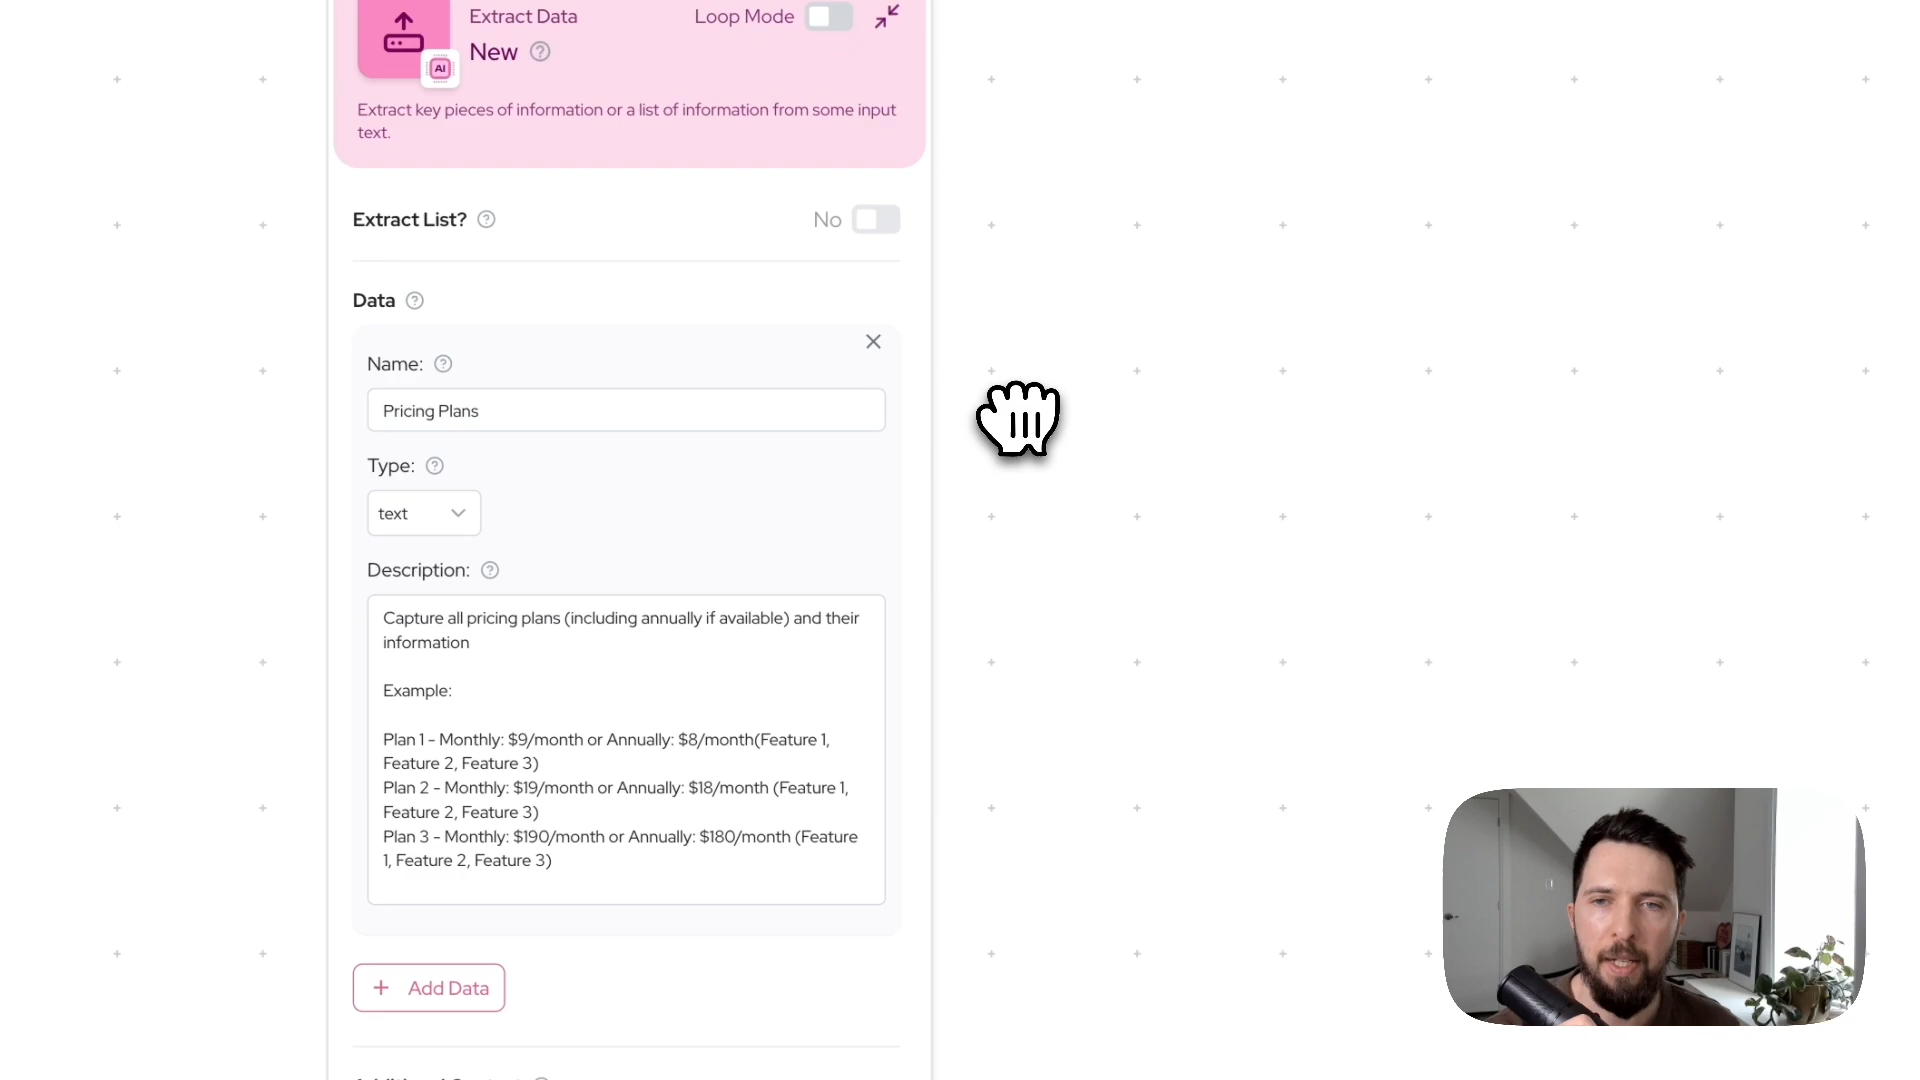 Extract Data
Loop Mode
New
AI
Extract key pieces of information or a list of information from some input
text.
Extract List?
No
Data
Name:
Pricing Plans
Type:
text
Description:
Capture all pricing plans (including annually if available) and their
information
Example:
Plan 1 - Monthly: $9/month or Annually: $8/month(Feature 1,
Feature 2, Feature 3)
Plan 2 - Monthly: $19/month or Annually: $18/month (Feature 1,
Feature 2, Feature 3)
Plan 3 - Monthly: $190/month or Annually: $180/month (Feature
1, Feature 2, Feature 3)
+ Add Data